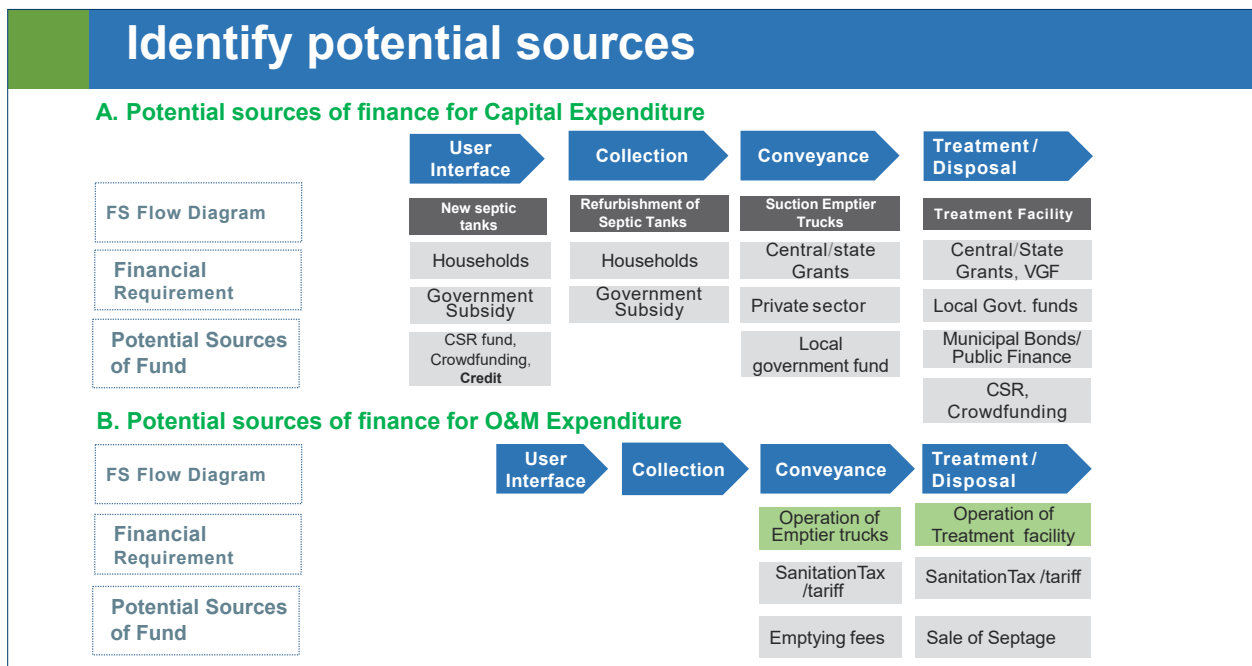 Identify potential sources
A. Potential sources of finance for Capital Expenditure
User
Interface
Collection
Conveyance
Treatment /
Disposal
FS Flow Diagram
New septic
tanks
Refurbishment of
Septic Tanks
Suction Emptier
Trucks
Treatment Facility
Financial
Requirement
Households
Households
Central/state
Grants
Central/State
Grants, VGF
Government
Subsidy
Government
Subsidy
Private sector
Local Govt. funds
Potential Sources
of Fund
CSR fund,
Crowdfunding,
Credit
Local
government fund
Municipal Bonds/
Public Finance
CSR,
Crowdfunding
B. Potential sources of finance for O&M Expenditure
FS Flow Diagram
User
Interface
Collection
Conveyance
Treatment /
Disposal
Financial
Requirement
Operation of
Emptier trucks
Operation of
Treatment facility
SanitationTax
/tariff
SanitationTax /tariff
Potential Sources
of Fund
Emptying fees
Sale of Septage